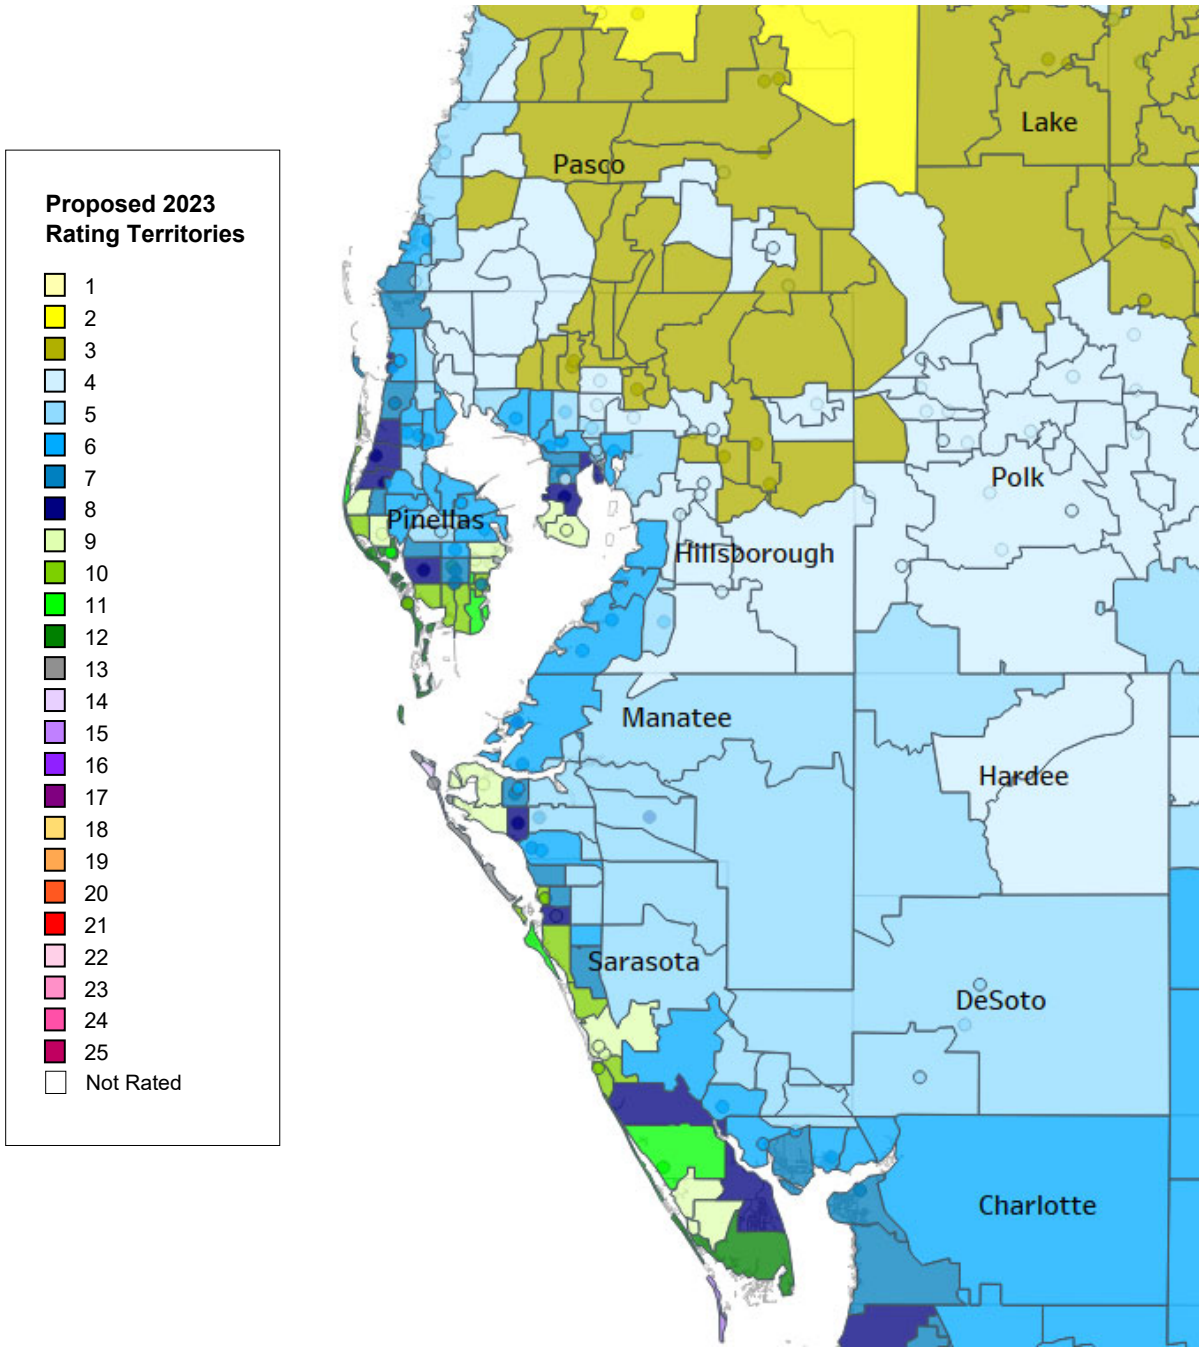 Proposed 2023
Rating Territories
1
2
3
4
5
6
7
8
9
10
11
12
13
14
15
16
17
18
19
20
21
22
23
24
25
Not Rated
Lake
Pasco
Polk
Pinellas
Hillsborough
Manatee
Hardee
Sarasota
DeSoto
Charlotte